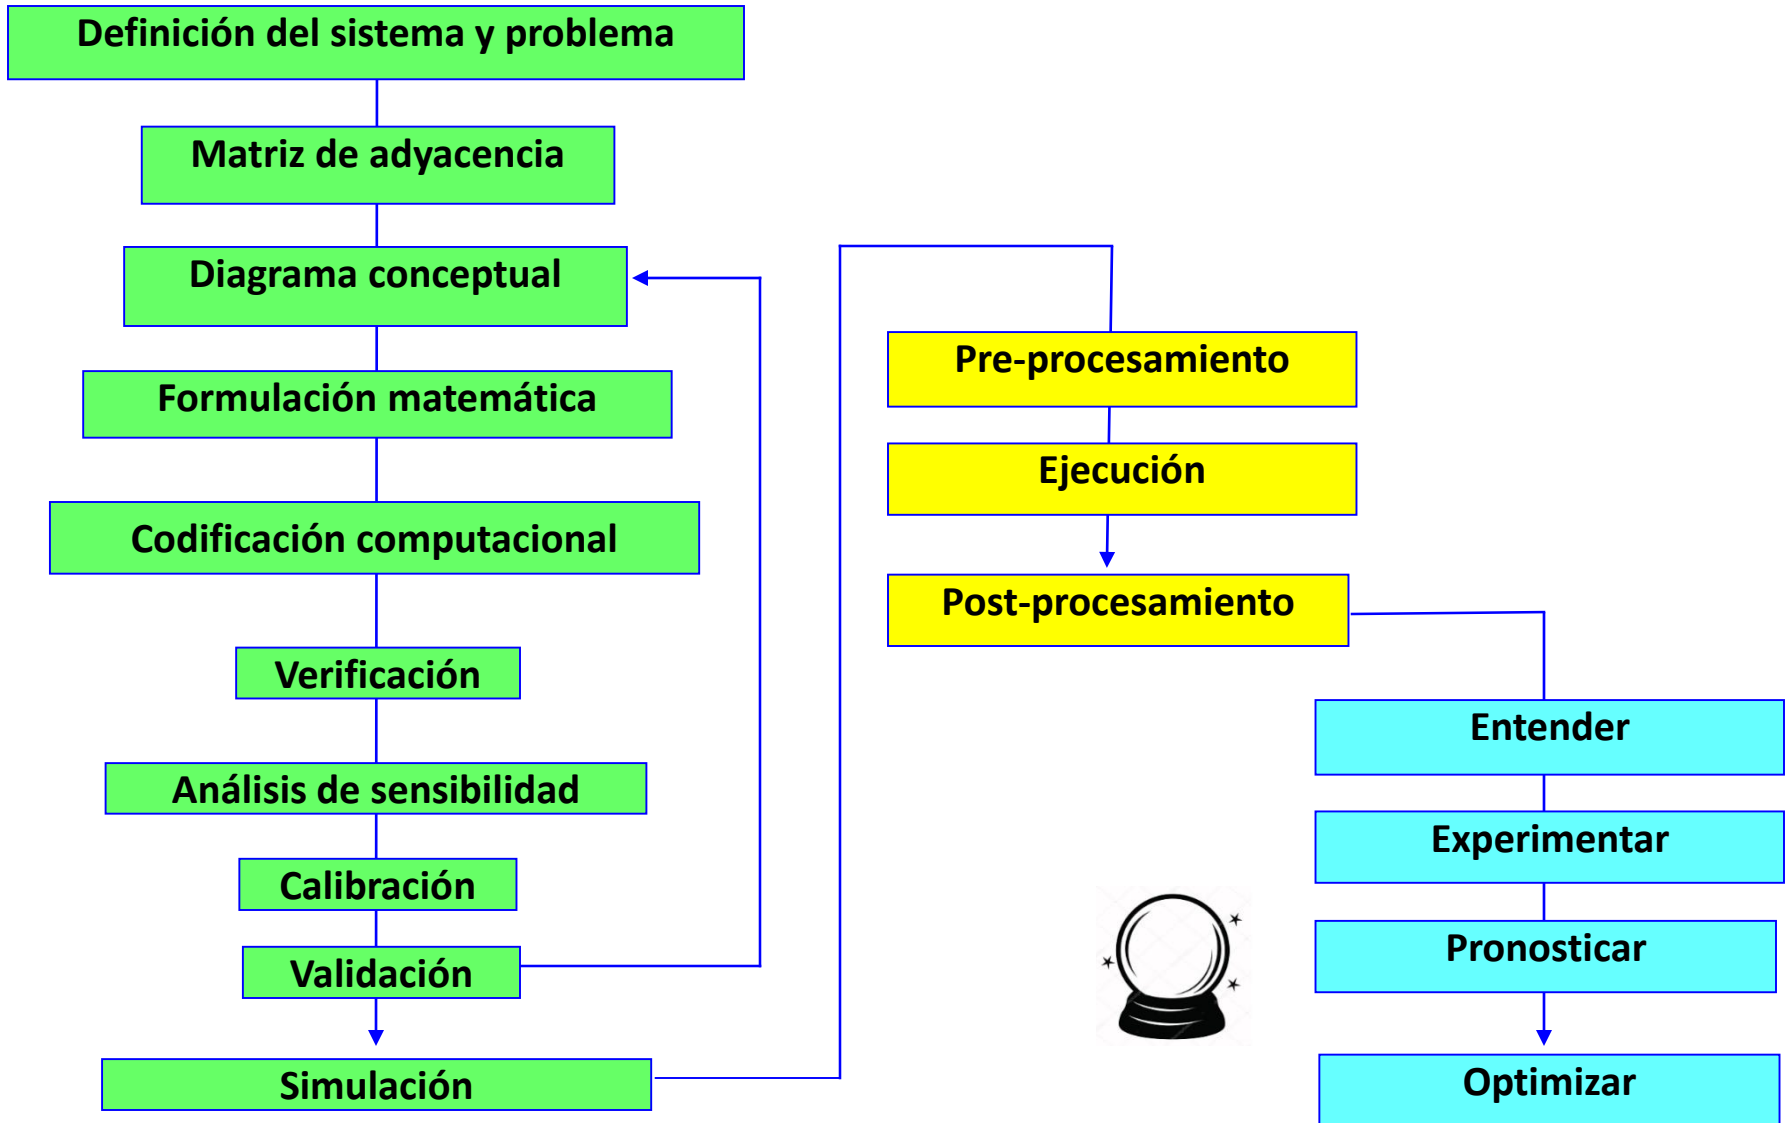 Definición del sistema y problema
Matriz de adyacencia
Diagrama conceptual
Formulación matemática
Codificación computacional
Verificación
Análisis de sensibilidad
Calibración
Validación
Simulación
Pre-procesamiento
Ejecución
Post-procesamiento
Entender
Experimentar
Pronosticar
Optimizar